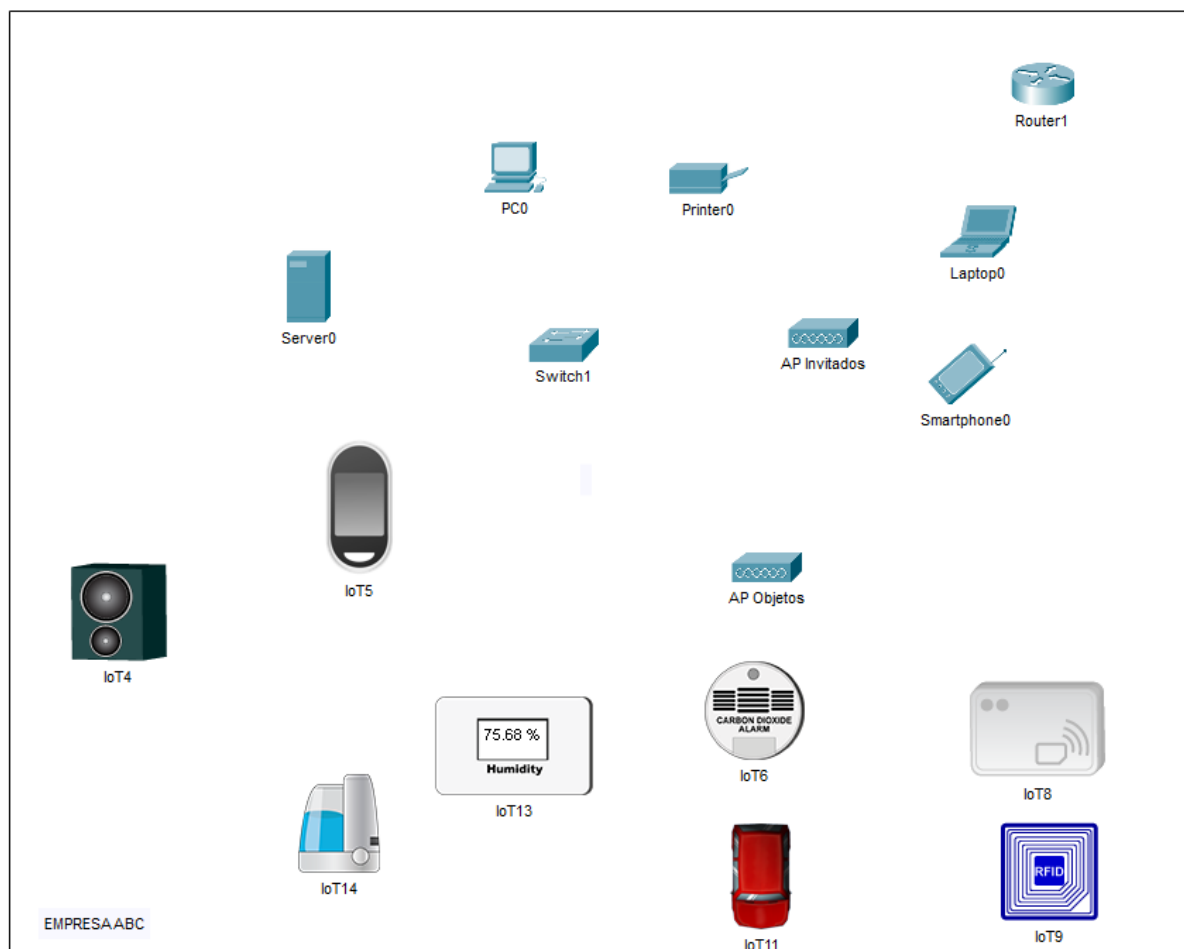 Router1
PC0
Printer0
Laptop0
Server0
Switch1
AP Invitados
Smartphone0
IoT5
AP Objetos
IoT4
CARBON DIOXIDE
ALARM
75.68 %
Humidity
IoT6
IoT8
IoT13
RFID
IoT14
EMPRESA ABC
IoT11
IoT9